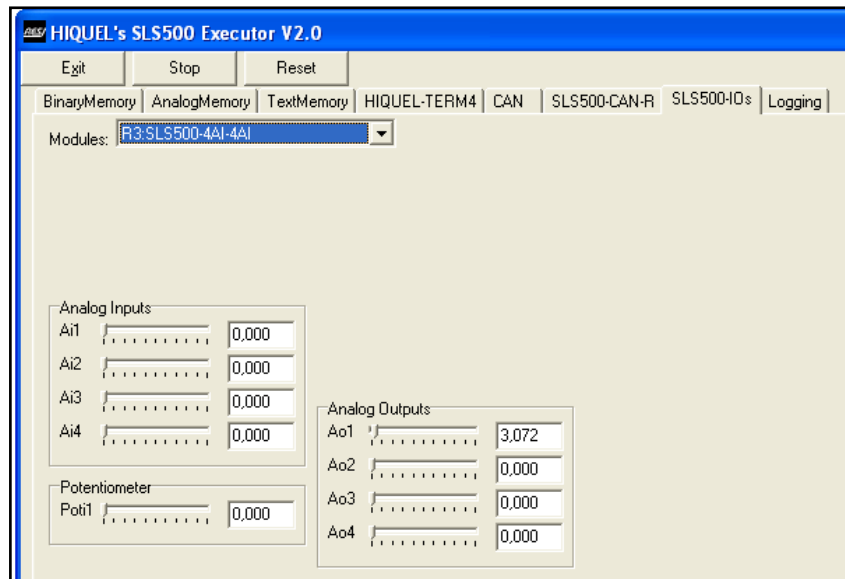 AESI HIQUEL's SLS500 Executor V2.0
Exit Stop Reset
BinaryMemory AnalogMemory TextMemory HIQUEL-TERM4 CAN SLS500-CAN-R SLS500-IOs Logging
Modules: R3:SLS500-4AI-4AI
Analog Inputs
Ai1 0,000
Ai2 0,000
Ai3 0,000
Ai4 0,000
Potentiometer
Poti1 0,000
Analog Outputs
Ao1 3,072
Ao2 0,000
Ao3 0,000
Ao4 0,000